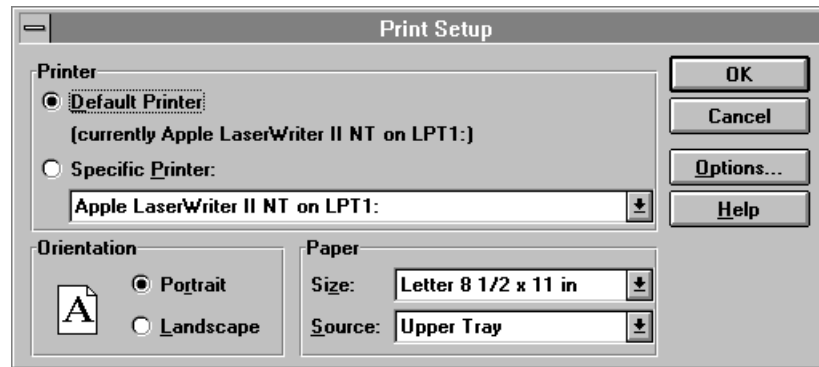 Print Setup
Printer
Default Printer
(currently Apple LaserWriter II NT on LPT1:)
Specific Printer:
Apple LaserWriter II NT on LPT1:
OK
Cancel
Options...
Help
Orientation
A
Portrait
Landscape
Paper
Size:
Letter 8 1/2 x 11 in
Source:
Upper Tray